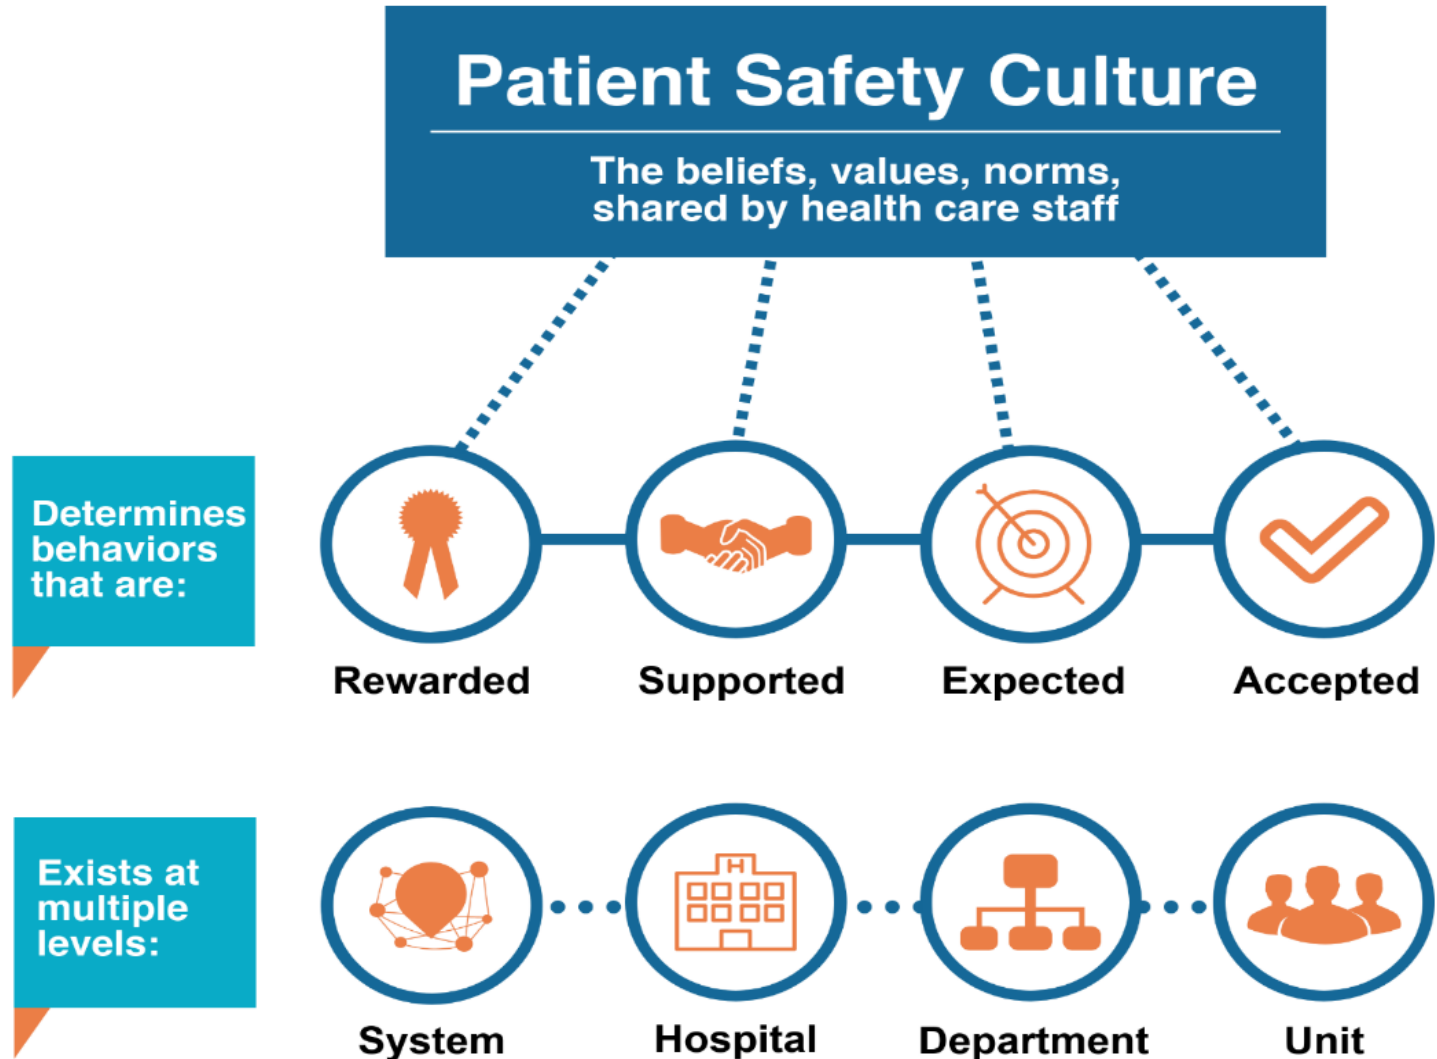 Patient Safety Culture
The beliefs, values, norms,
shared by health care staff
Determines
behaviors
that are:
Rewarded
Supported
Expected
Accepted
Exists at
multiple
levels:
H
System
Hospital
Department
Unit